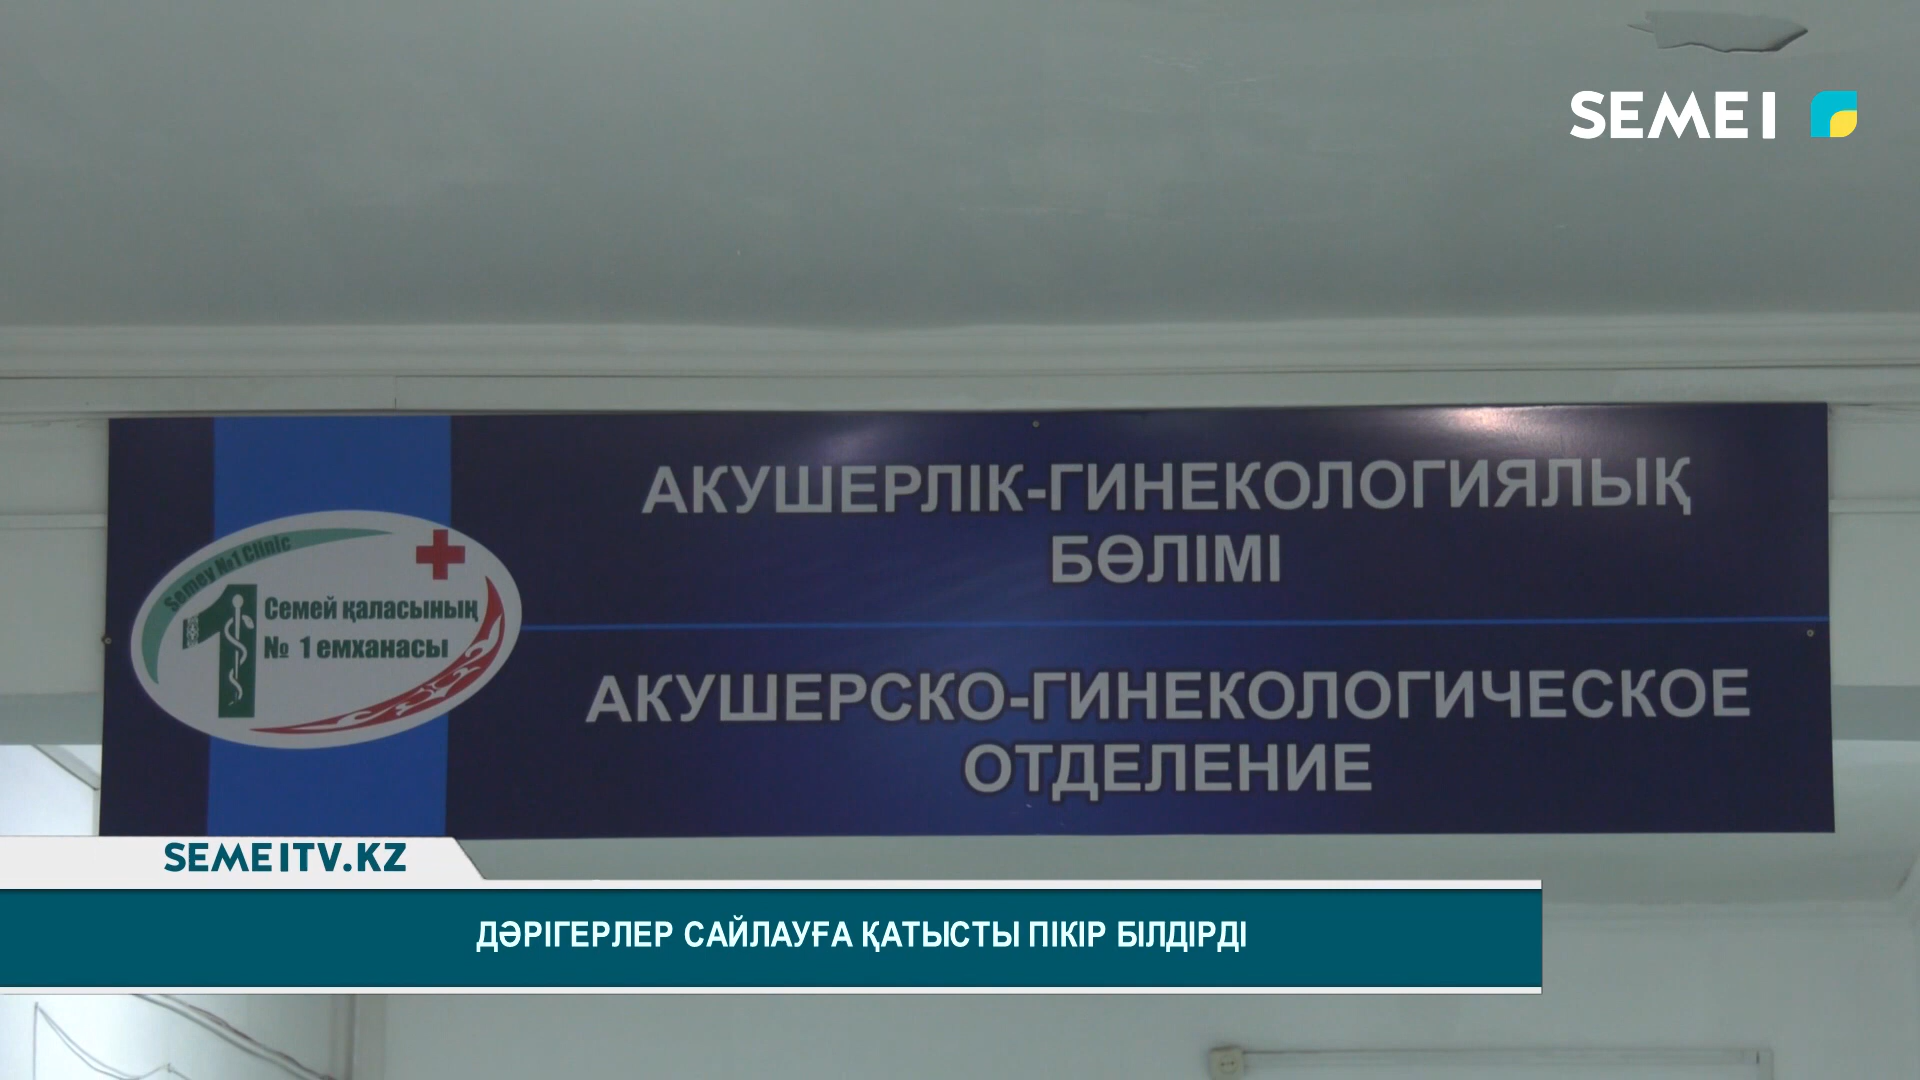 SEMEI
АКУШЕРЛІК-ГИНЕКОЛОГИЯЛЫҚ
БӨЛІМІ
Semey №1 Clinic
1 Семей қаласының
№ 1 емханасы
АКУШЕРСКО-ГИНЕКОЛОГИЧЕСКОЕ
ОТДЕЛЕНИЕ
SEMEITV.KZ
ДӘРІГЕРЛЕР САЙЛАУҒА ҚАТЫСТЫ ПІКІР БІЛДІРДІ